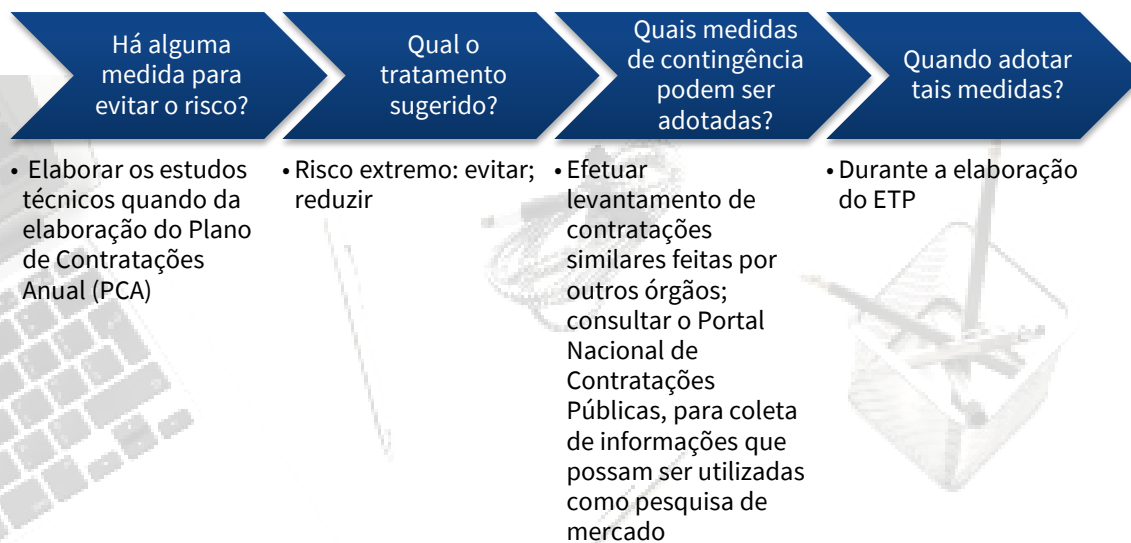 Há alguma
medida para
evitar o risco?
Qual o
tratamento
sugerido?
Quais medidas
de contingência
podem ser
adotadas?
Quando adotar
tais medidas?
• Elaborar os estudos
técnicos quando da
elaboração do Plano
de Contratações
Anual (PCA)
• Risco extremo: evitar;
reduzir
• Efetuar
levantamento de
contratações
similares feitas por
outros órgãos;
consultar o Portal
Nacional de
Contratações
Públicas, para coleta
de informações que
possam ser utilizadas
como pesquisa de
mercado
• Durante a elaboração
do ETP